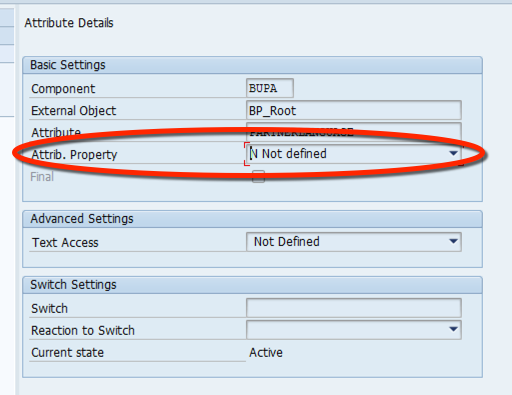 Attribute Details
Basic Settings
Component BUPA
External Object BP_Root
Attribute PARTNERLANGUAGE
Attrib. Property N Not defined
Final
Advanced Settings
Text Access Not Defined
Switch Settings
Switch
Reaction to Switch
Current state Active